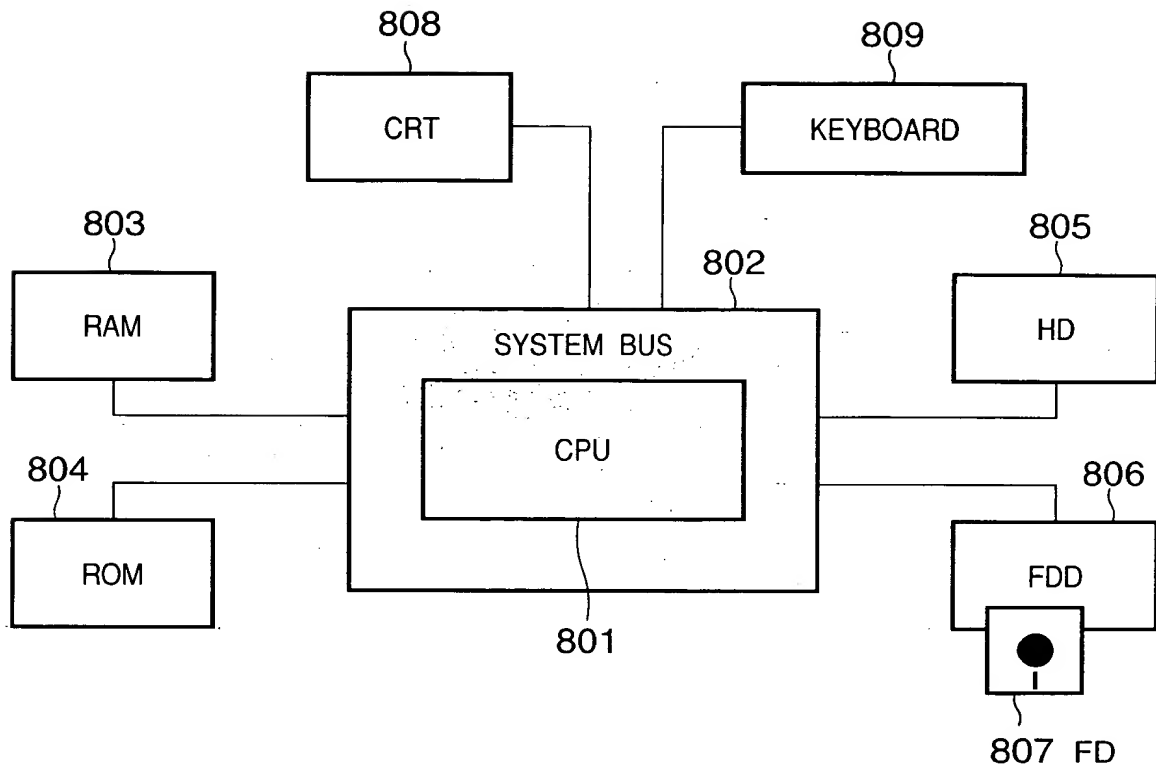 808
809
CRT
KEYBOARD
803
802
805
RAM
SYSTEM BUS
HD
CPU
804
806
ROM
FDD
801
807 FD